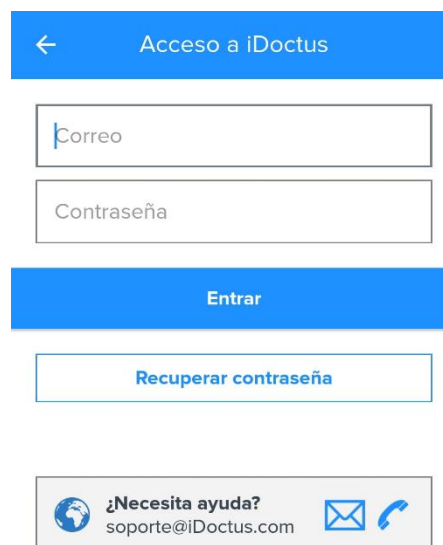 Acceso a iDoctus
Correo
Contraseña
Entrar
Recuperar contraseña
¿Necesita ayuda?
soporte@iDoctus.com